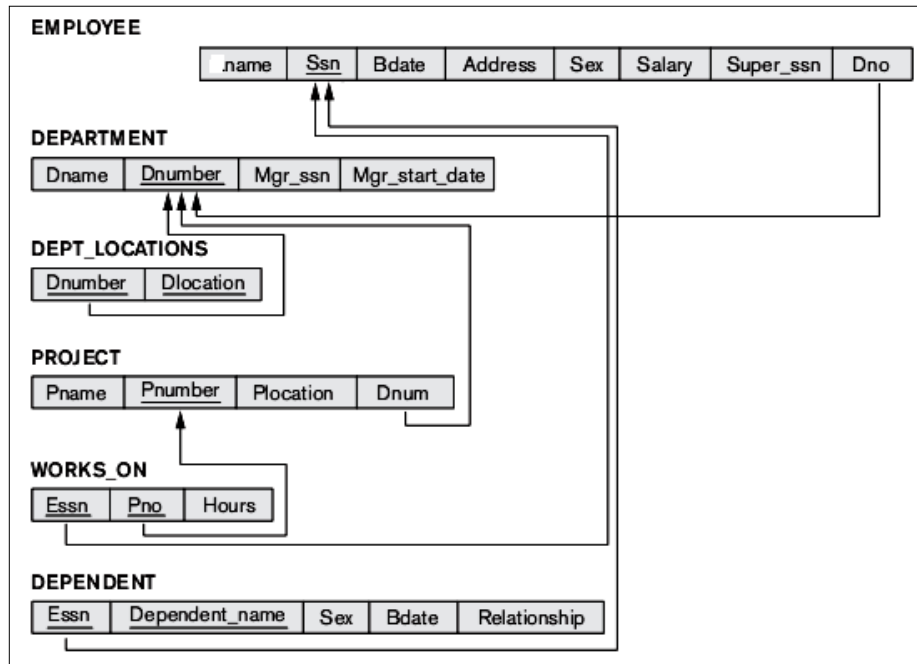 EMPLOYEE
.name Ssn Bdate Address Sex Salary Super_ssn Dno
DEPARTMENT
Dname Dnumber Mgr_ssn Mgr_start_date
DEPT_LOCATIONS
Dnumber Dlocation
PROJECT
Pname Pnumber Plocation Dnum
WORKS_ON
Essn Pno Hours
DEPENDENT
Essn Dependent_name Sex Bdate Relationship